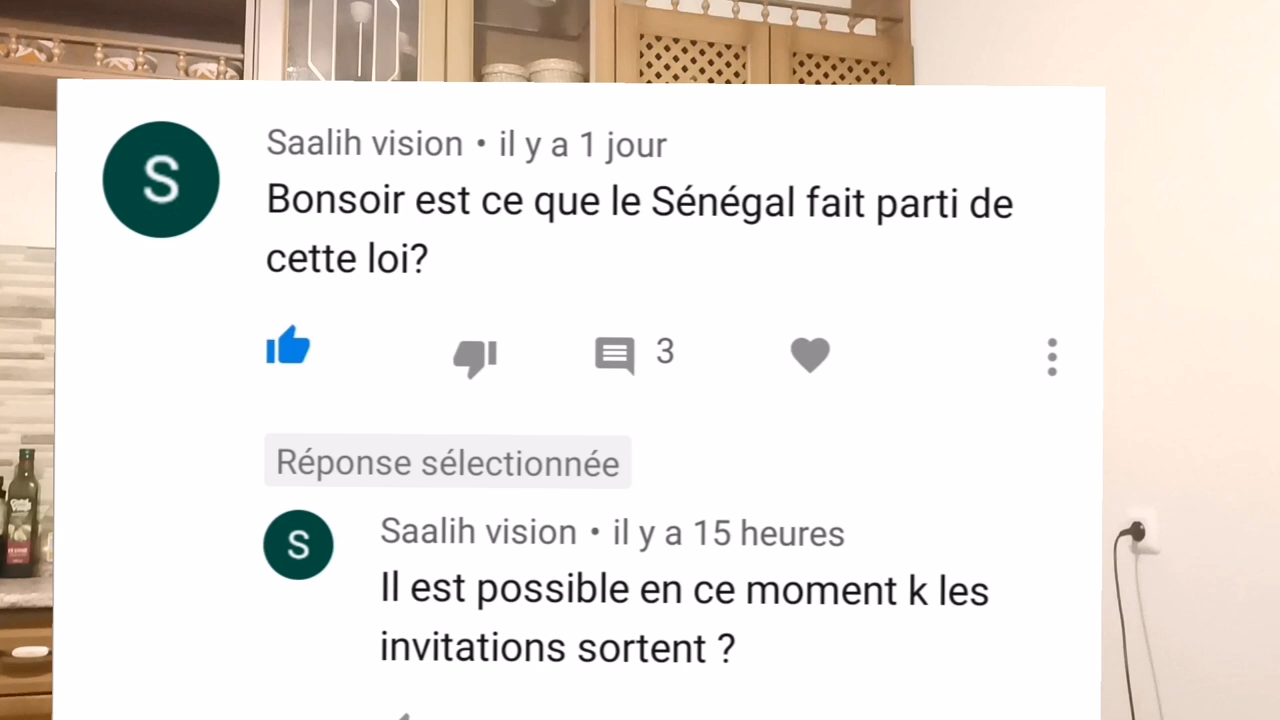 S
Saalih vision • il y a 1 jour
Bonsoir est ce que le Sénégal fait parti de
cette loi?
3
Réponse sélectionnée
S
Saalih vision • il y a 15 heures
Il est possible en ce moment k les
invitations sortent ?